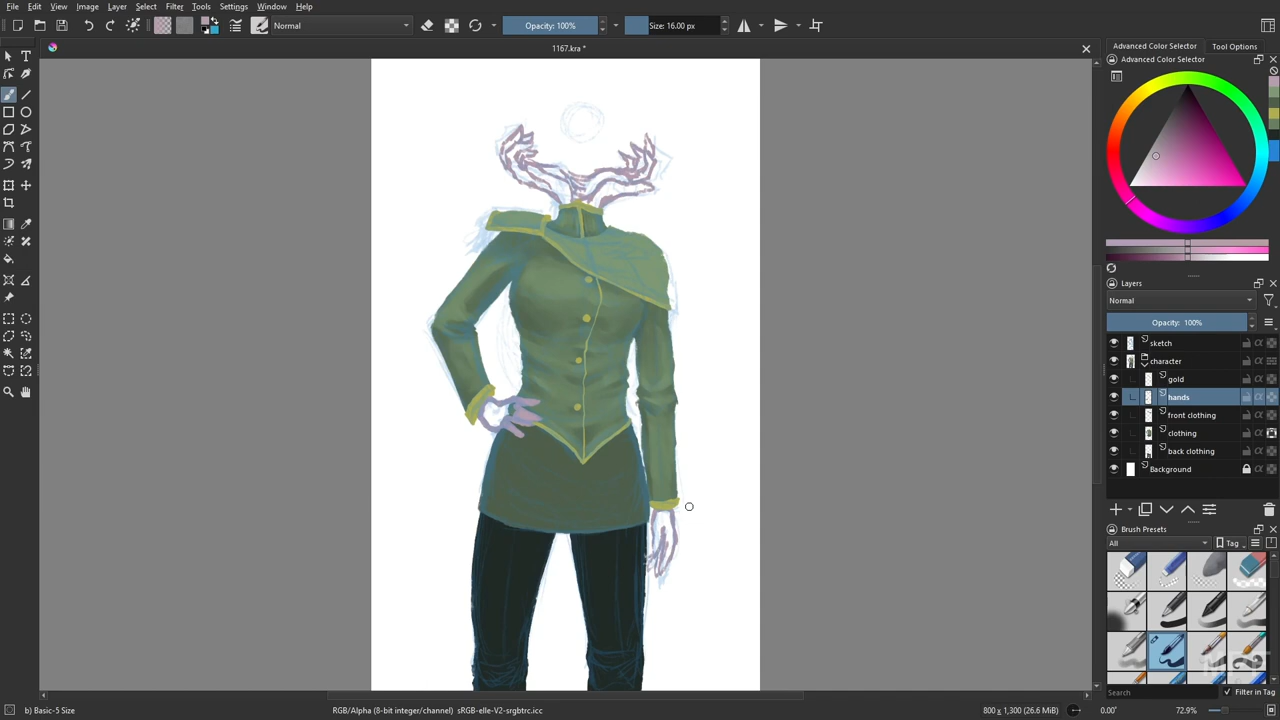 File Edit View Image Layer Select Filter Tools Settings Window Help
Normal Opacity: 100% Size: 16.00 px
1167.kra *
Advanced Color Selector Tool Options
Advanced Color Selector
Layers
Normal
Opacity: 100%
sketch
character
gold
hands
front clothing
clothing
back clothing
Background
Brush Presets
All Tag
Search Filter in Tag
b) Basic-5 Size RGB/Alpha (8-bit integer/channel) sRGB-elle-V2-srgbtrc.icc 800 x 1,300 (26.6 MiB) 0.00° 72.9%